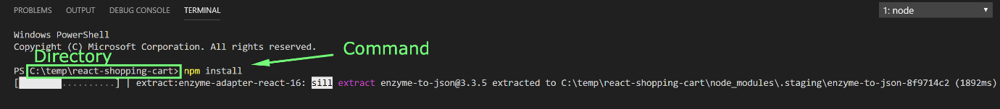 PROBLEMS OUTPUT DEBUG CONSOLE TERMINAL 1: node
Windows PowerShell
Copyright (C) Microsoft Corporation. All rights reserved.
Directory Command
PS C:\temp\react-shopping-cart> npm install
[ ..........] | extract:enzyme-adapter-react-16: sill extract enzyme-to-json@3.3.5 extracted to C:\temp\react-shopping-cart\node_modules\.staging\enzyme-to-json-8f9714c2 (1892ms)